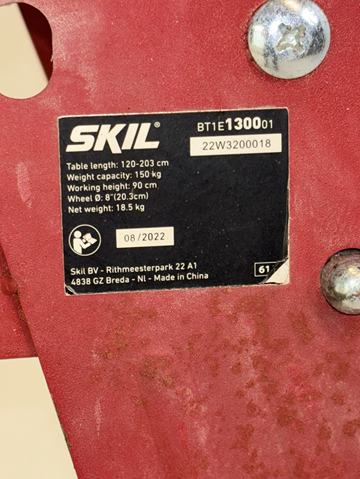 SKIL®
BT1E130001
22W3200018
Table length: 120-203 cm
Weight capacity: 150 kg
Working height: 90 cm
Wheel Ø: 8"(20.3cm)
Net weight: 18.5 kg
08/2022
Skil BV - Rithmeesterpark 22 A1
4838 GZ Breda - Nl - Made in China
61